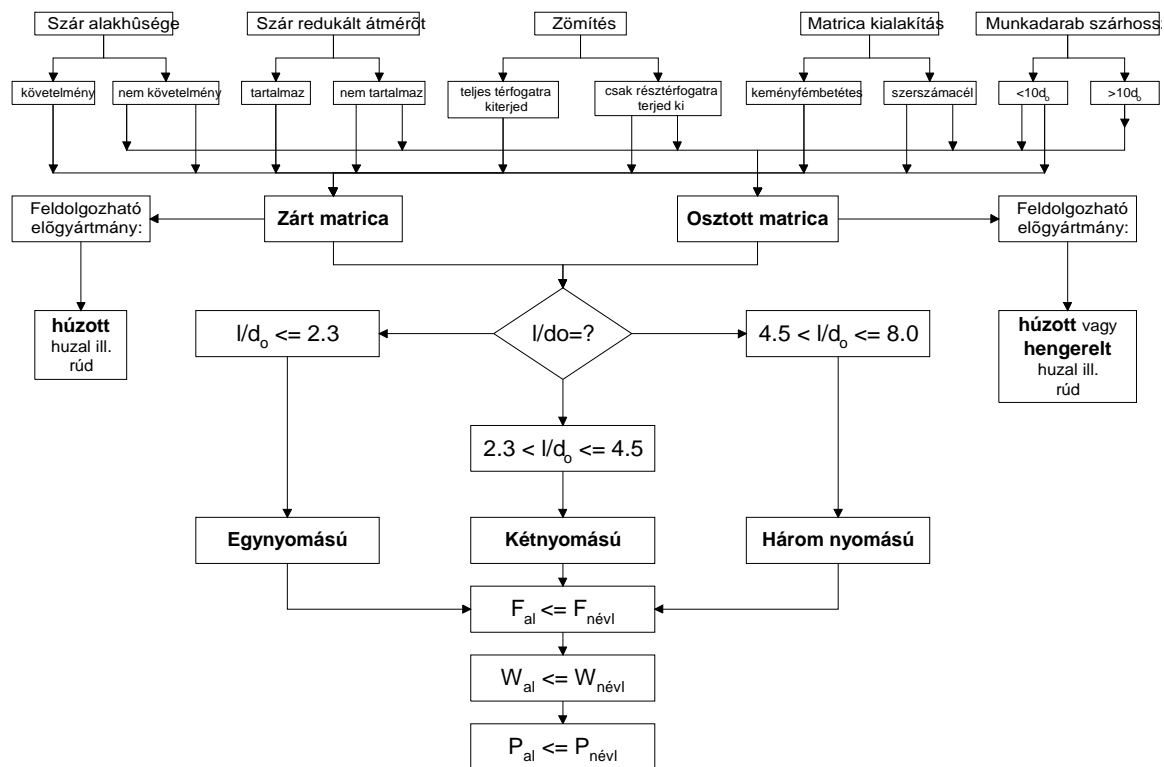 Szár alakhûsége
Szár redukált átmérõt
Zömítés
Matrica kialakítás
Munkadarab szárhossz
követelmény
nem követelmény
tartalmaz
nem tartalmaz
teljes térfogatra
kiterjed
csak résztérfogatra
terjed ki
keményfémbetétes
szerszámacél
<10do
>10do
Feldolgozható
elõgyártmány:
Zárt matrica
Osztott matrica
Feldolgozható
elõgyártmány:
húzott
huzal ill.
rúd
l/do <= 2.3
l/do=?
4.5 < l/do <= 8.0
húzott vagy
hengerelt
huzal ill.
rúd
2.3 < l/do <= 4.5
Egynyomású
Kétnyomású
Három nyomású
Fal <= Fnévl
Wal <= Wnévl
Pal <= Pnévl